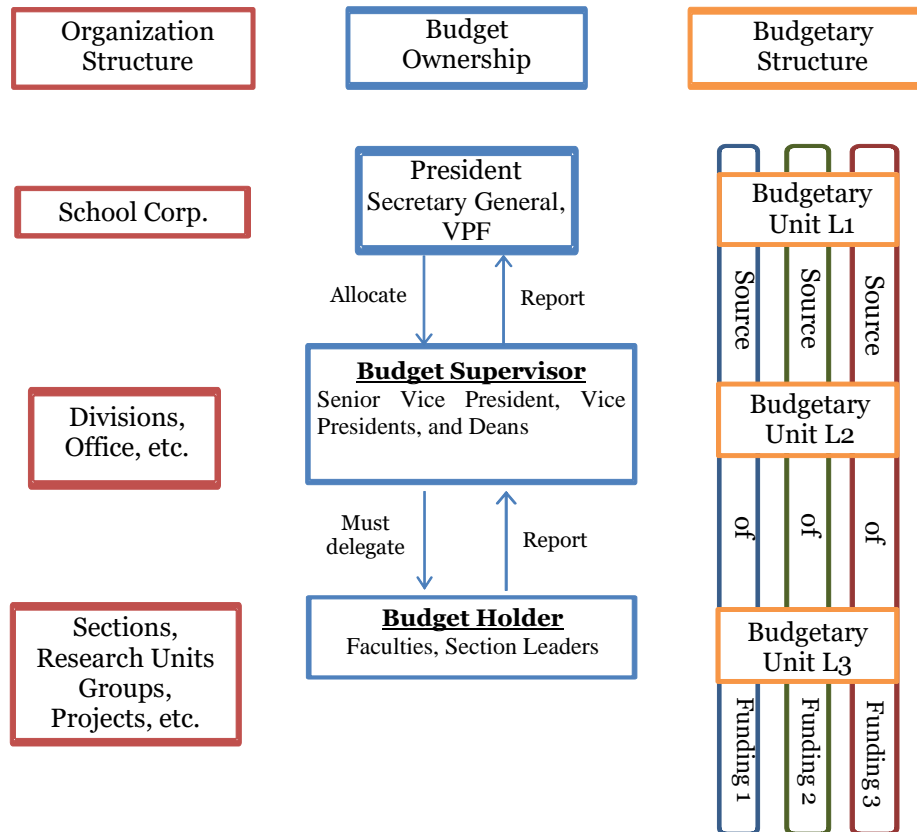 Organization
Structure
Budget
Ownership
Budgetary
Structure
School Corp.
President
Secretary General,
VPF
Budgetary
Unit L1
Allocate
Report
Divisions,
Office, etc.
Budget Supervisor
Senior Vice President, Vice
Presidents, and Deans
Budgetary
Unit L2
Must
delegate
Report
Sections,
Research Units
Groups,
Projects, etc.
Budget Holder
Faculties, Section Leaders
Budgetary
Unit L3
Source of Funding 1
Source of Funding 2
Source of Funding 3